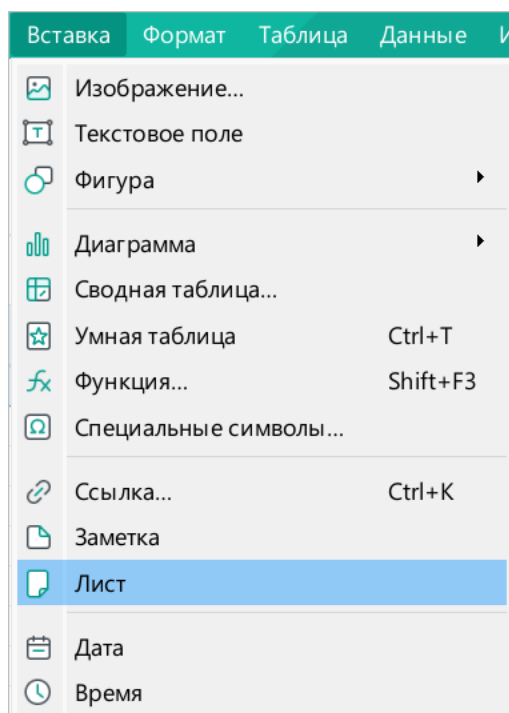 Вставка Формат Таблица Данные И
Изображение...
Текстовое поле
Фигура
Диаграмма
Сводная таблица...
Умная таблица Ctrl+T
Функция... Shift+F3
Специальные символы...
Ссылка... Ctrl+K
Заметка
Лист
Дата
Время